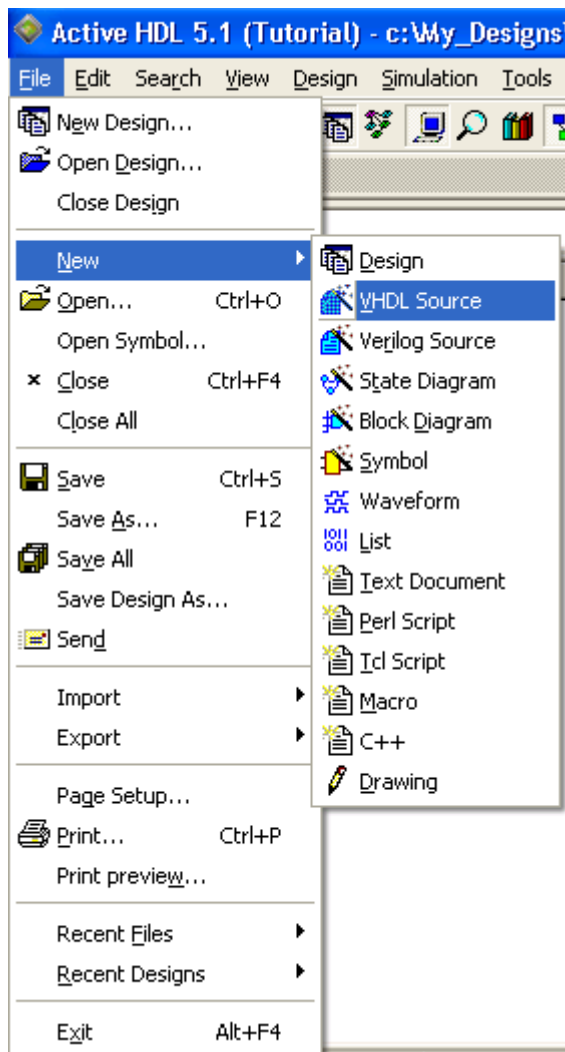 Active HDL 5.1 (Tutorial) - c:\My_Designs\
File Edit Search View Design Simulation Tools
New Design...
Open Design...
Close Design
New
Open... Ctrl+O
Open Symbol...
Close Ctrl+F4
Close All
Save Ctrl+S
Save As... F12
Save All
Save Design As...
Send
Import
Export
Page Setup...
Print... Ctrl+P
Print preview...
Recent Files
Recent Designs
Exit Alt+F4
Design
VHDL Source
Verilog Source
State Diagram
Block Diagram
Symbol
Waveform
List
Text Document
Perl Script
Tcl Script
Macro
C++
Drawing